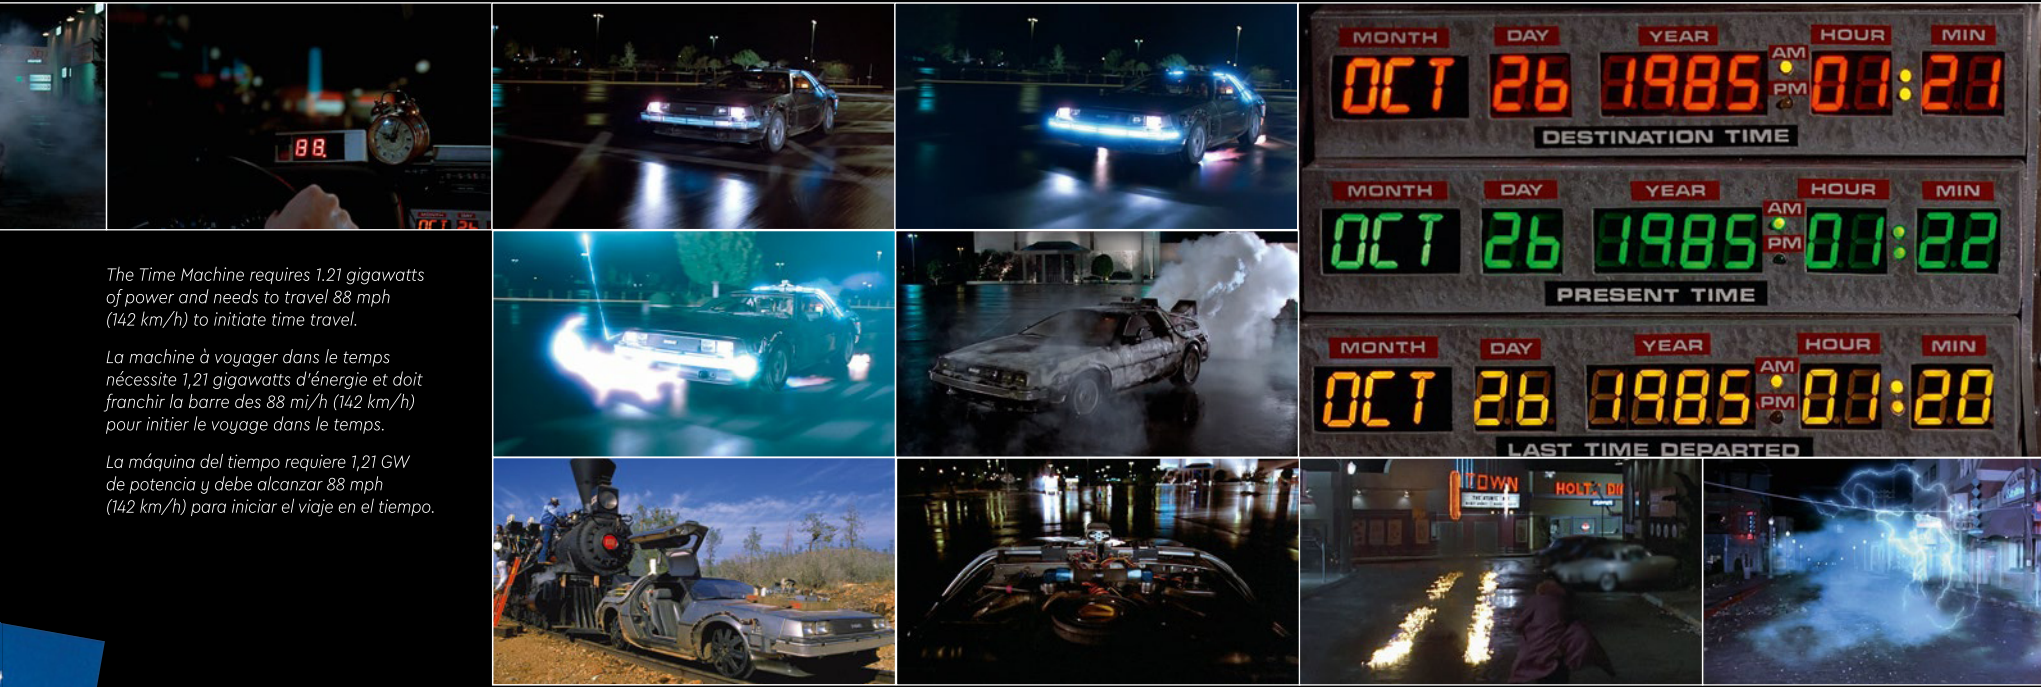 88.
OCT 26
The Time Machine requires 1.21 gigawatts
of power and needs to travel 88 mph
(142 km/h) to initiate time travel.
La machine à voyager dans le temps
nécessite 1,21 gigawatts d'énergie et doit
franchir la barre des 88 mi/h (142 km/h)
pour initier le voyage dans le temps.
La máquina del tiempo requiere 1,21 GW
de potencia y debe alcanzar 88 mph
(142 km/h) para iniciar el viaje en el tiempo.
MONTH DAY YEAR AM PM HOUR MIN
OCT 26 1985 01:21
DESTINATION TIME
MONTH DAY YEAR AM PM HOUR MIN
OCT 26 1985 01:22
PRESENT TIME
MONTH DAY YEAR AM PM HOUR MIN
OCT 26 1985 01:20
LAST TIME DEPARTED
TOWN
THE ATOMIC
HOLT'S DI